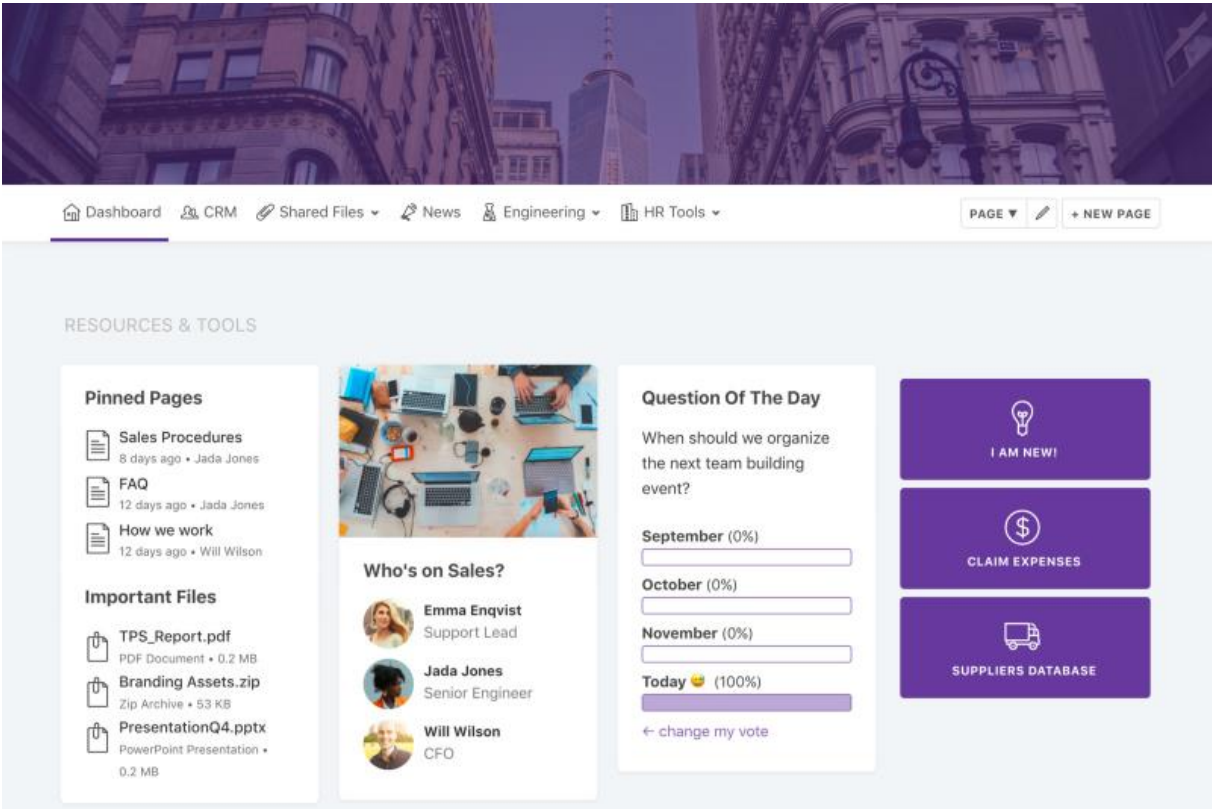 Dashboard
CRM
Shared Files
News
Engineering
HR Tools
PAGE ▼
+ NEW PAGE
RESOURCES & TOOLS
Pinned Pages
Sales Procedures
8 days ago • Jada Jones
FAQ
12 days ago • Jada Jones
How we work
12 days ago • Will Wilson
Important Files
TPS_Report.pdf
PDF Document • 0.2 MB
Branding Assets.zip
Zip Archive • 53 KB
PresentationQ4.pptx
PowerPoint Presentation •
0.2 MB
Who's on Sales?
Emma Enqvist
Support Lead
Jada Jones
Senior Engineer
Will Wilson
CFO
Question Of The Day
When should we organize
the next team building
event?
September (0%)
October (0%)
November (0%)
Today 😅 (100%)
← change my vote
I AM NEW!
CLAIM EXPENSES
SUPPLIERS DATABASE